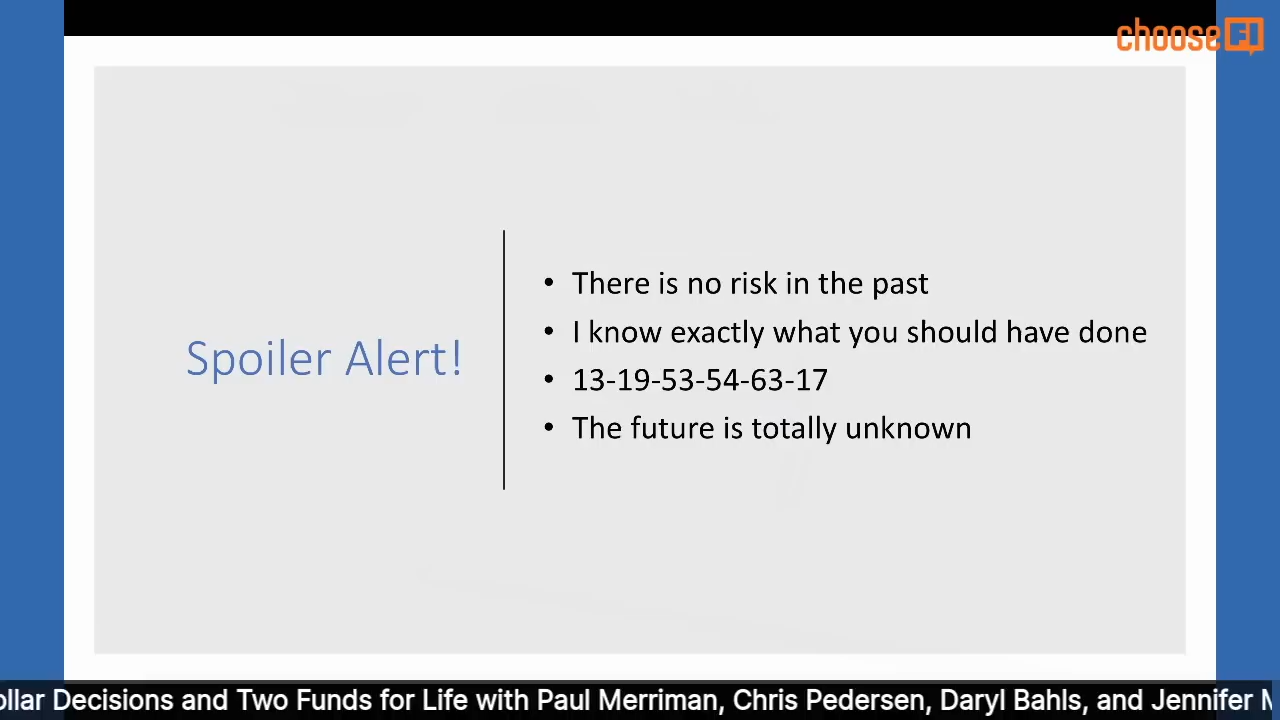 chooseFI
Spoiler Alert!
• There is no risk in the past
• I know exactly what you should have done
• 13-19-53-54-63-17
• The future is totally unknown
Decisions and Two Funds for Life with Paul Merriman, Chris Pedersen, Daryl Bahls, and Jennifer